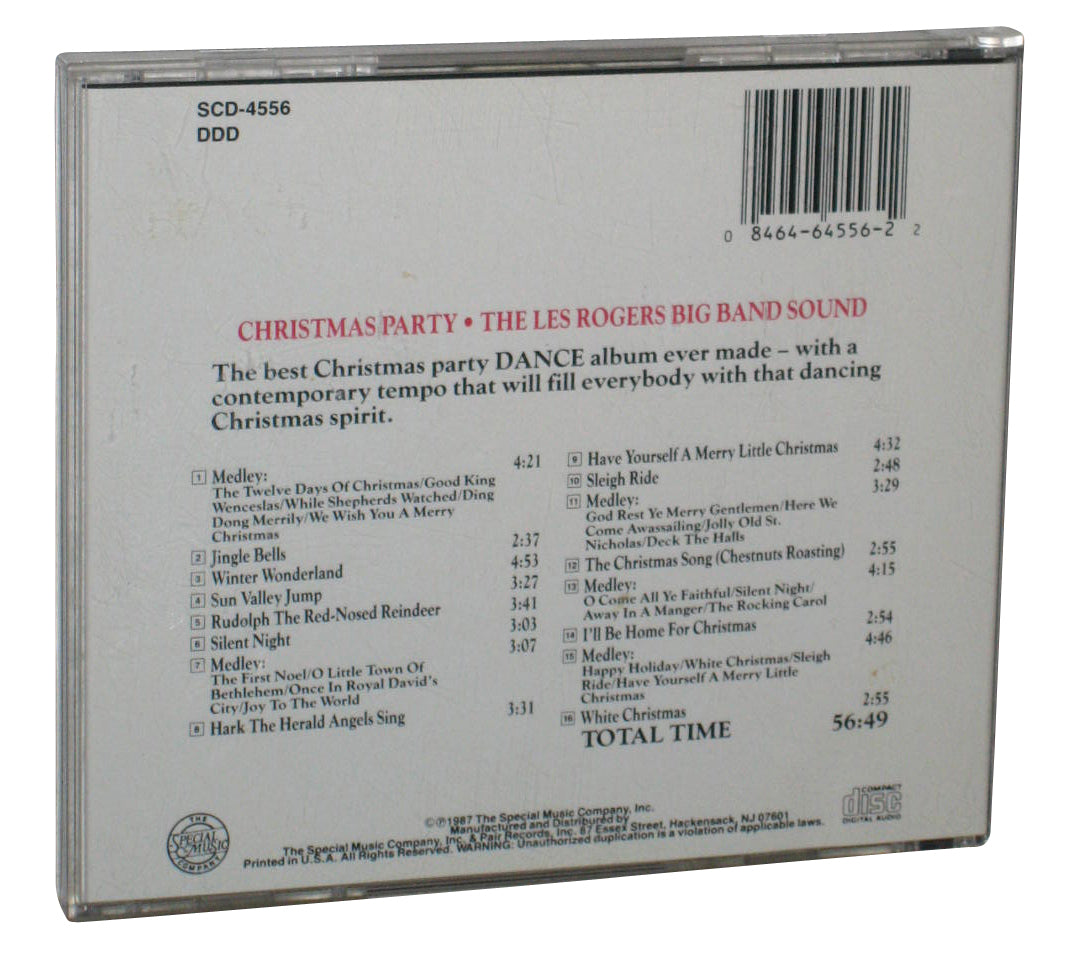 SCD-4556
DDD
0 8464-64556-2 2
CHRISTMAS PARTY • THE LES ROGERS BIG BAND SOUND
The best Christmas party DANCE album ever made – with a
contemporary tempo that will fill everybody with that dancing
Christmas spirit.
1 Medley: 4:21
The Twelve Days Of Christmas/Good King
Wenceslas/While Shepherds Watched/Ding
Dong Merrily/We Wish You A Merry
Christmas
2 Jingle Bells 2:37
3 Winter Wonderland 4:53
4 Sun Valley Jump 3:27
5 Rudolph The Red-Nosed Reindeer 3:41
6 Silent Night 3:03
7 Medley: 3:07
The First Noel/O Little Town Of
Bethlehem/Once In Royal David's
City/Joy To The World
8 Hark The Herald Angels Sing 3:31
9 Have Yourself A Merry Little Christmas 4:32
10 Sleigh Ride 2:48
11 Medley: 3:29
God Rest Ye Merry Gentlemen/Here We
Come Awassailing/Jolly Old St.
Nicholas/Deck The Halls
12 The Christmas Song (Chestnuts Roasting) 2:55
13 Medley: 4:15
O Come All Ye Faithful/Silent Night/
Away In A Manger/The Rocking Carol
14 I'll Be Home For Christmas 2:54
15 Medley: 4:46
Happy Holiday/White Christmas/Sleigh
Ride/Have Yourself A Merry Little
Christmas
16 White Christmas 2:55
TOTAL TIME 56:49
THE SPECIAL MUSIC COMPANY
©℗1987 The Special Music Company, Inc.
Manufactured and Distributed by
The Special Music Company, Inc. & Pair Records, Inc. 87 Essex Street, Hackensack, NJ 07601
Printed in U.S.A. All Rights Reserved. WARNING: Unauthorized duplication is a violation of applicable laws.
COMPACT
disc
DIGITAL AUDIO